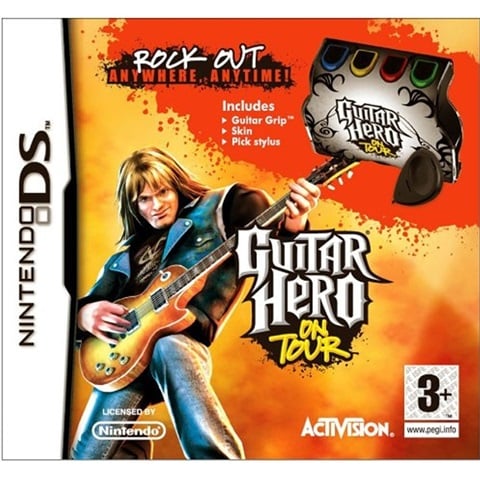 ROCK OUT
ANYWHERE, ANYTIME!
Includes
Guitar Grip™
Skin
Pick stylus
GUITAR
HERO
ON
TOUR
NINTENDO DS™
GUITAR
HERO
ON
TOUR
LICENSED BY
Nintendo
ACTIVISION.
3+
www.pegi.info